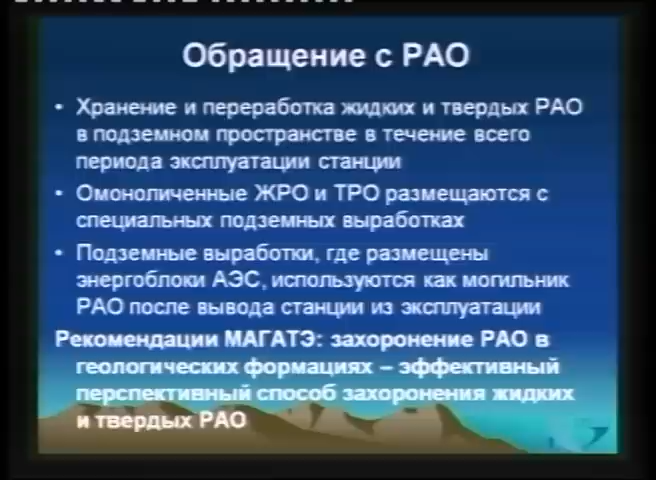 Обращение с РАО
• Хранение и переработка жидких и твердых РАО
в подземном пространстве в течение всего
периода эксплуатации станции
• Омоноличенные ЖРО и ТРО размещаются с
специальных подземных выработках
• Подземные выработки, где размещены
энергоблоки АЭС, используются как могильник
РАО после вывода станции из эксплуатации
Рекомендации МАГАТЭ: захоронение РАО в
геологических формациях – эффективный
перспективный способ захоронения жидких
и твердых РАО